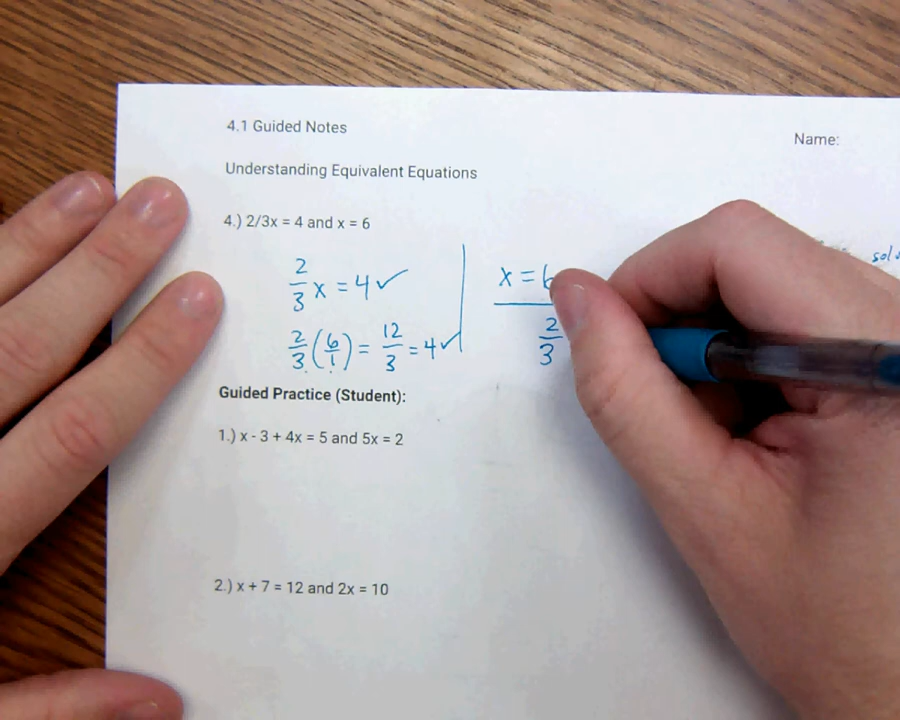 4.1 Guided Notes
Name:
Understanding Equivalent Equations
4.) 2/3x = 4 and x = 6
2/3 x = 4 ✓
x = 6
2/3 (6/1) = 12/3 = 4 ✓
2/3
Guided Practice (Student):
1.) x - 3 + 4x = 5 and 5x = 2
2.) x + 7 = 12 and 2x = 10